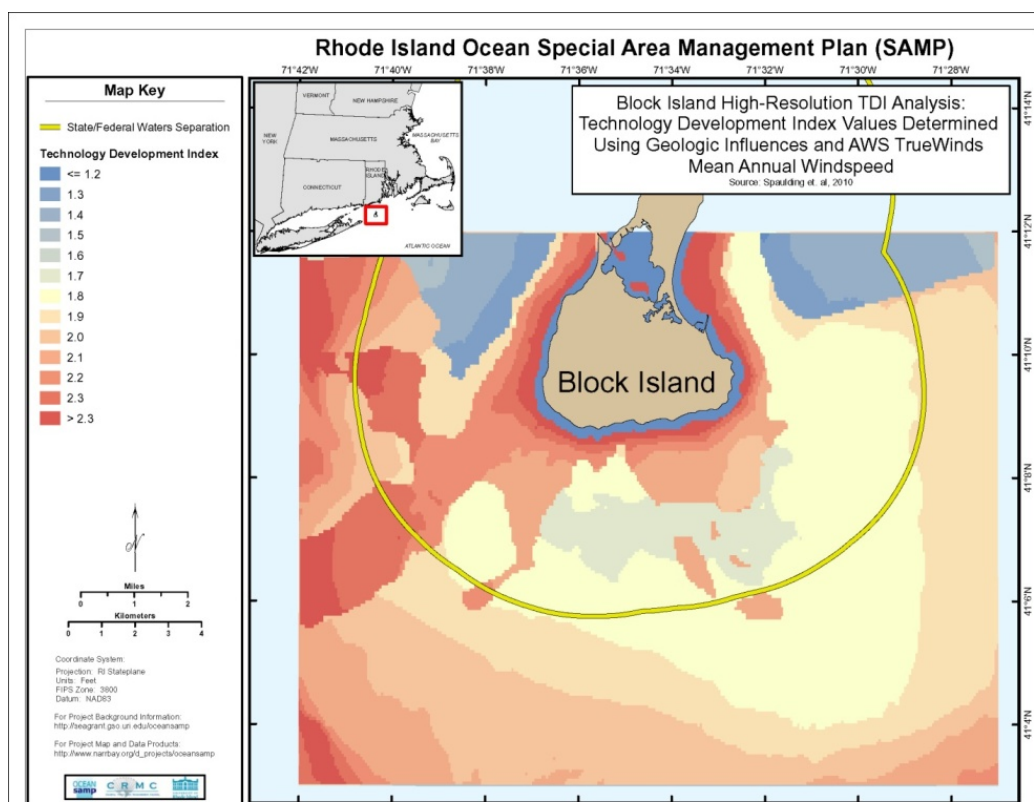 Rhode Island Ocean Special Area Management Plan (SAMP)
71°42'W 71°40'W 71°38'W 71°36'W 71°34'W 71°32'W 71°30'W 71°28'W
Map Key
State/Federal Waters Separation
Technology Development Index
<= 1.2
1.3
1.4
1.5
1.6
1.7
1.8
1.9
2.0
2.1
2.2
2.3
> 2.3
N
Miles
0 1 2
Kilometers
0 1 2 3 4
Coordinate System:
Projection: RI Stateplane
Units: Feet
FIPS Zone: 3800
Datum: NAD83
For Project Background Information:
http://seagrant.gso.uri.edu/oceansamp
For Project Map and Data Products:
http://www.narrbay.org/d_projects/oceansamp
OCEAN
samp
C R M C
VERMONT
NEW HAMPSHIRE
NEW
YORK
MASSACHUSETTS
MASSACHUSETTS
BAY
CONNECTICUT
RHODE
ISLAND
ATLANTIC OCEAN
Block Island High-Resolution TDI Analysis:
Technology Development Index Values Determined
Using Geologic Influences and AWS TrueWinds
Mean Annual Windspeed
Source: Spaulding et. al, 2010
Block Island
41°14'N
41°12'N
41°10'N
41°8'N
41°6'N
41°4'N